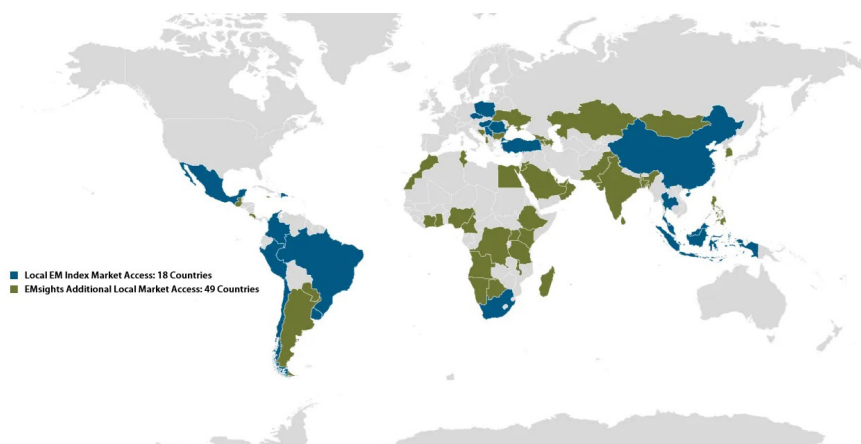 Local EM Index Market Access: 18 Countries
EMsights Additional Local Market Access: 49 Countries